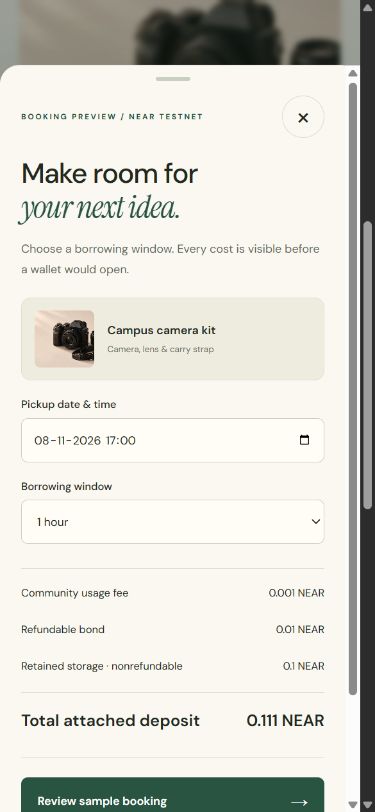 BOOKING PREVIEW / NEAR TESTNET
Make room for
your next idea.
Choose a borrowing window. Every cost is visible before
a wallet would open.
Campus camera kit
Camera, lens & carry strap
Pickup date & time
08-11-2026 17:00
Borrowing window
1 hour
Community usage fee 0.001 NEAR
Refundable bond 0.01 NEAR
Retained storage · nonrefundable 0.1 NEAR
Total attached deposit 0.111 NEAR
Review sample booking →